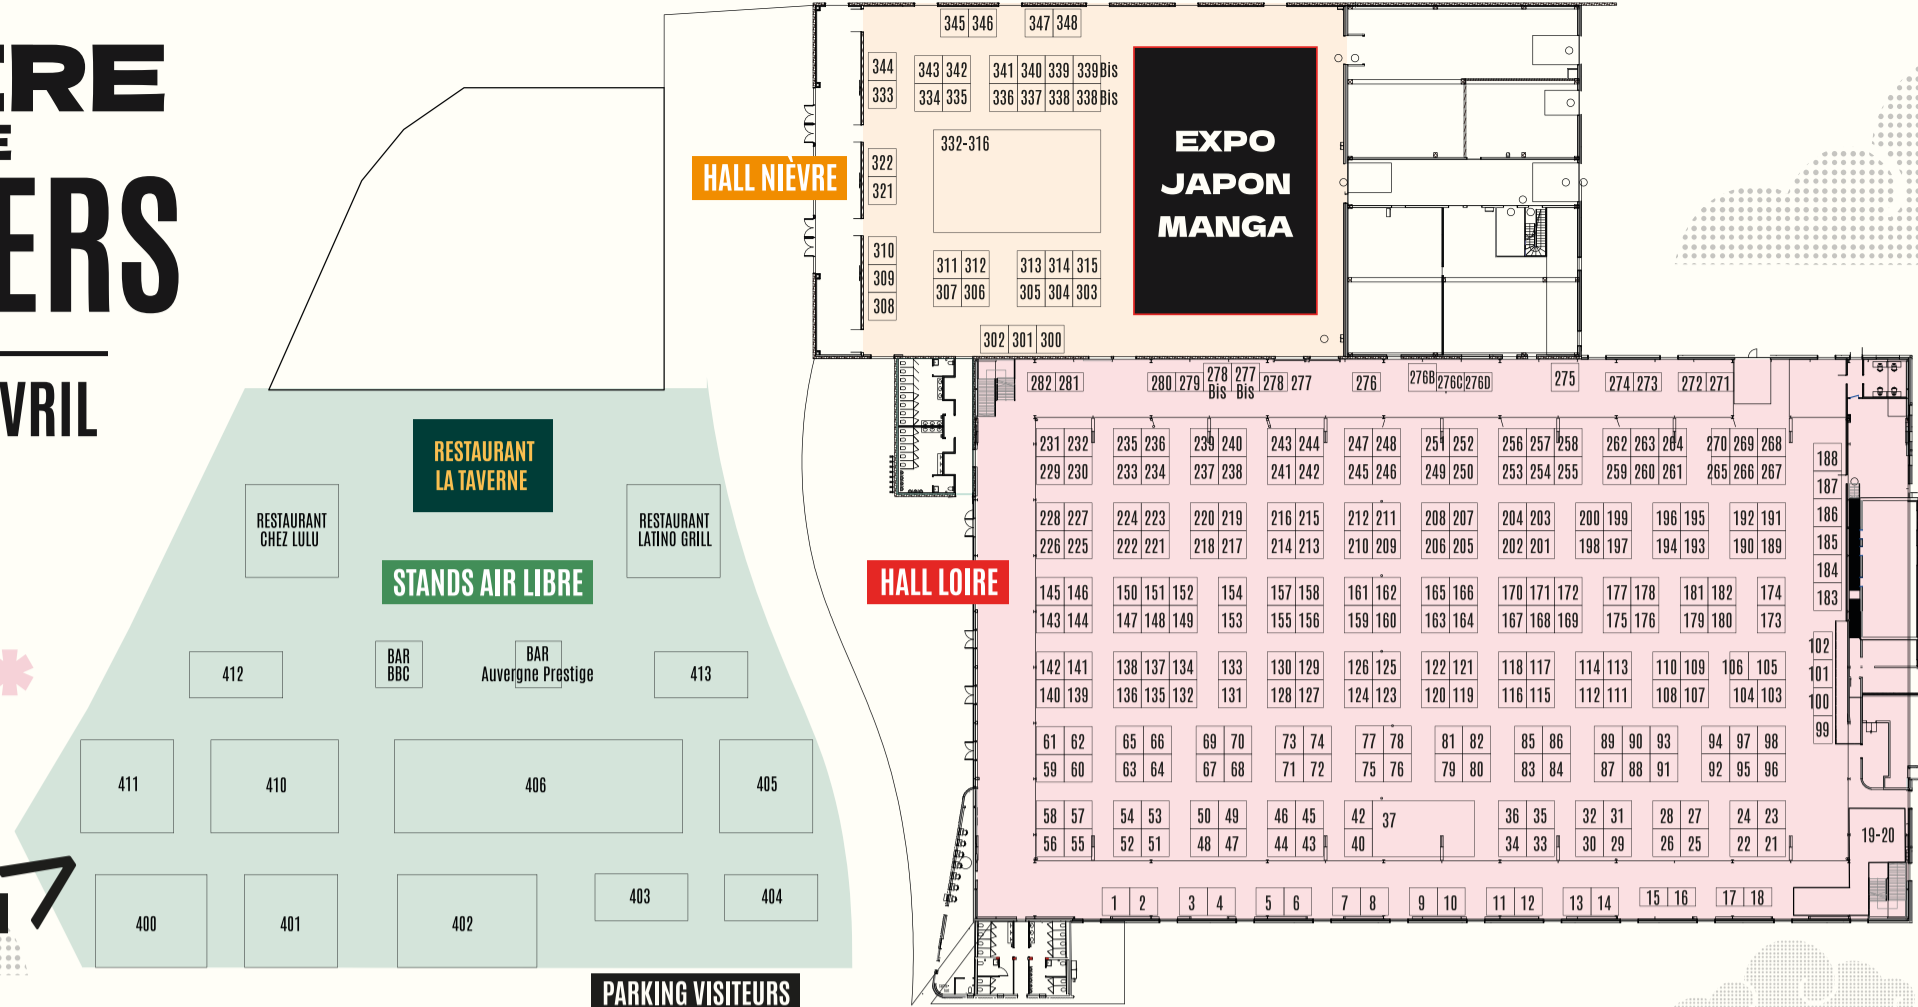 ERE
E
ERS
VRIL
HALL NIÈVRE
345 346 347 348
344 343 342 341 340 339 339Bis
333 334 335 336 337 338 338Bis
332-316
322
321
310
309
308
311 312 313 314 315
307 306 305 304 303
302 301 300
EXPO
JAPON
MANGA
RESTAURANT
LA TAVERNE
RESTAURANT
CHEZ LULU
RESTAURANT
LATINO GRILL
STANDS AIR LIBRE
412
BAR
BBC
BAR
Auvergne Prestige
413
411 410 406 405
400 401 402 403 404
PARKING VISITEURS
HALL LOIRE
282 281 280 279 278 Bis 277 Bis 278 277 276 276B 276C 276D 275 274 273 272 271
231 232 235 236 239 240 243 244 247 248 251 252 256 257 258 262 263 264 270 269 268
229 230 233 234 237 238 241 242 245 246 249 250 253 254 255 259 260 261 265 266 267
228 227 224 223 220 219 216 215 212 211 208 207 204 203 200 199 196 195 192 191
226 225 222 221 218 217 214 213 210 209 206 205 202 201 198 197 194 193 190 189
188
187
186
185
184
183
145 146 150 151 152 154 157 158 161 162 165 166 170 171 172 177 178 181 182 174
143 144 147 148 149 153 155 156 159 160 163 164 167 168 169 175 176 179 180 173
142 141 138 137 134 133 130 129 126 125 122 121 118 117 114 113 110 109 106 105
140 139 136 135 132 131 128 127 124 123 120 119 116 115 112 111 108 107 104 103
102
101
100
99
61 62 65 66 69 70 73 74 77 78 81 82 85 86 89 90 93 94 97 98
59 60 63 64 67 68 71 72 75 76 79 80 83 84 87 88 91 92 95 96
58 57 54 53 50 49 46 45 42 37 36 35 32 31 28 27 24 23
56 55 52 51 48 47 44 43 40 34 33 30 29 26 25 22 21
19-20
1 2 3 4 5 6 7 8 9 10 11 12 13 14 15 16 17 18